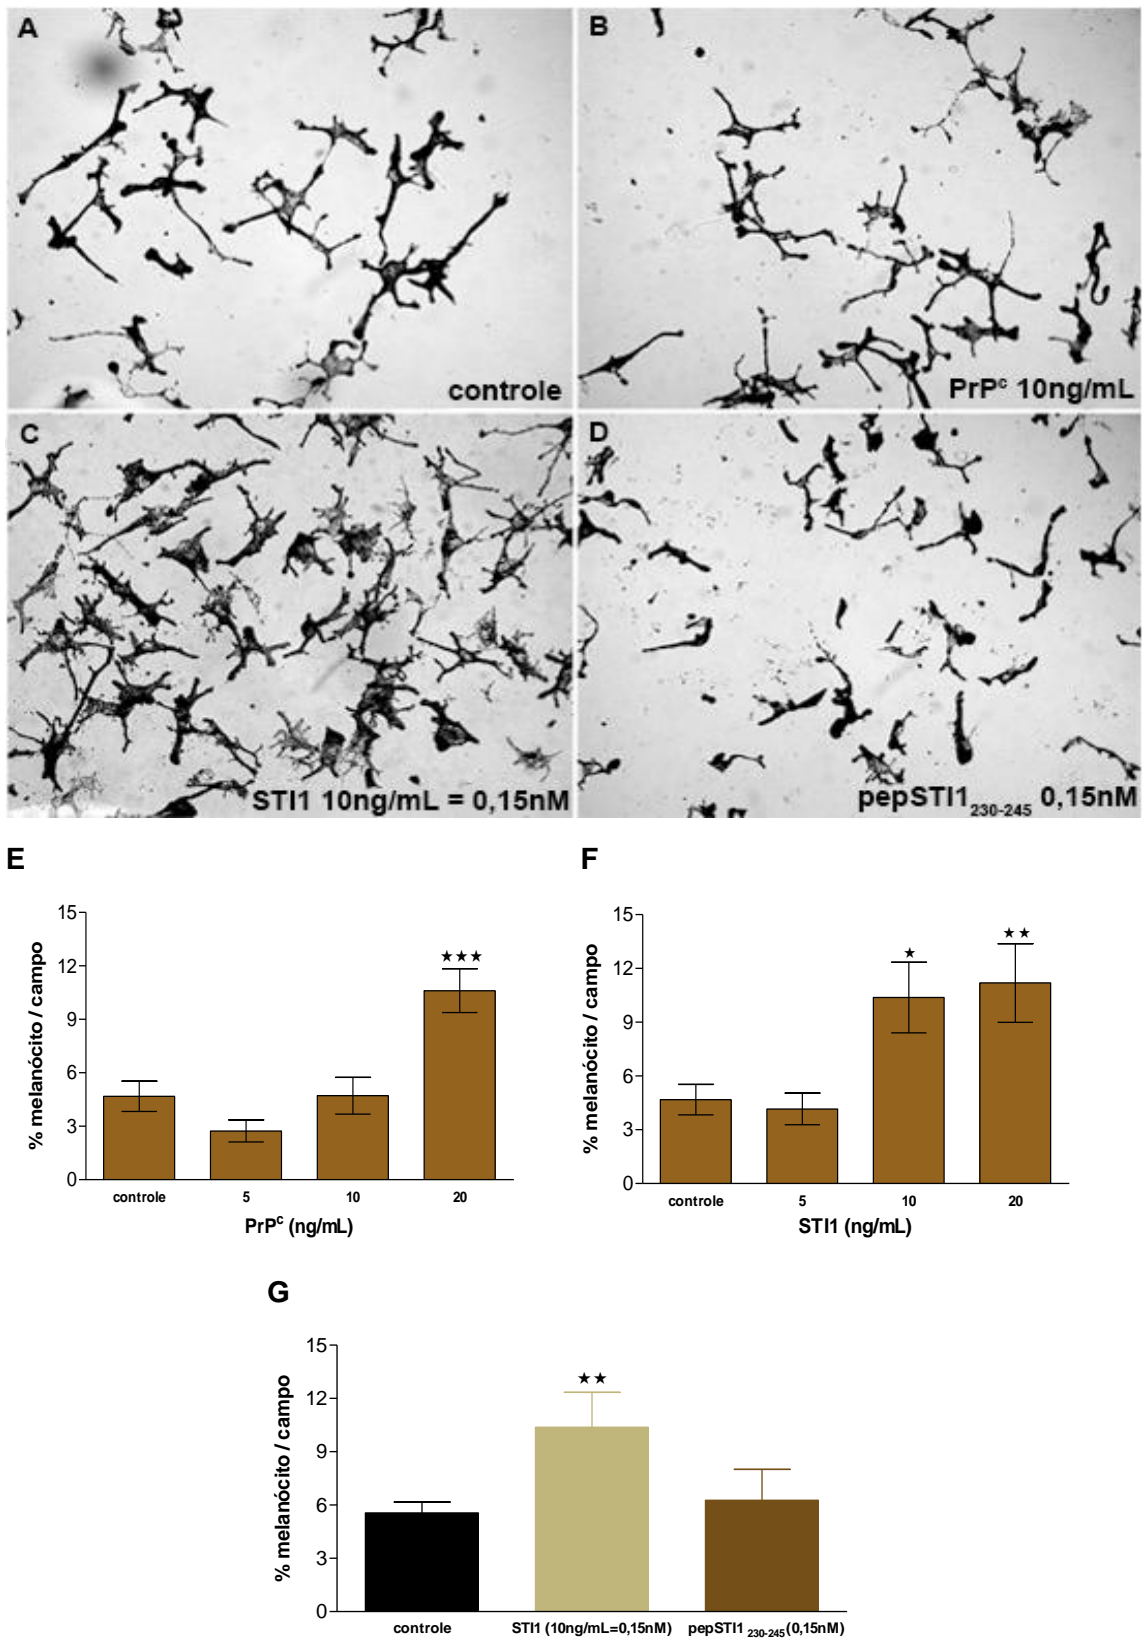 A
controle
B
PrPᶜ 10ng/mL
C
STI1 10ng/mL = 0,15nM
D
pepSTI1₂₃₀₋₂₄₅ 0,15nM
E
% melanócito / campo
15
12
9
6
3
0
★★★
controle 5 10 20
PrPᶜ (ng/mL)
F
% melanócito / campo
15
12
9
6
3
0
★
★★
controle 5 10 20
STI1 (ng/mL)
G
% melanócito / campo
15
12
9
6
3
0
★★
controle STI1 (10ng/mL=0,15nM) pepSTI1 ₂₃₀₋₂₄₅(0,15nM)